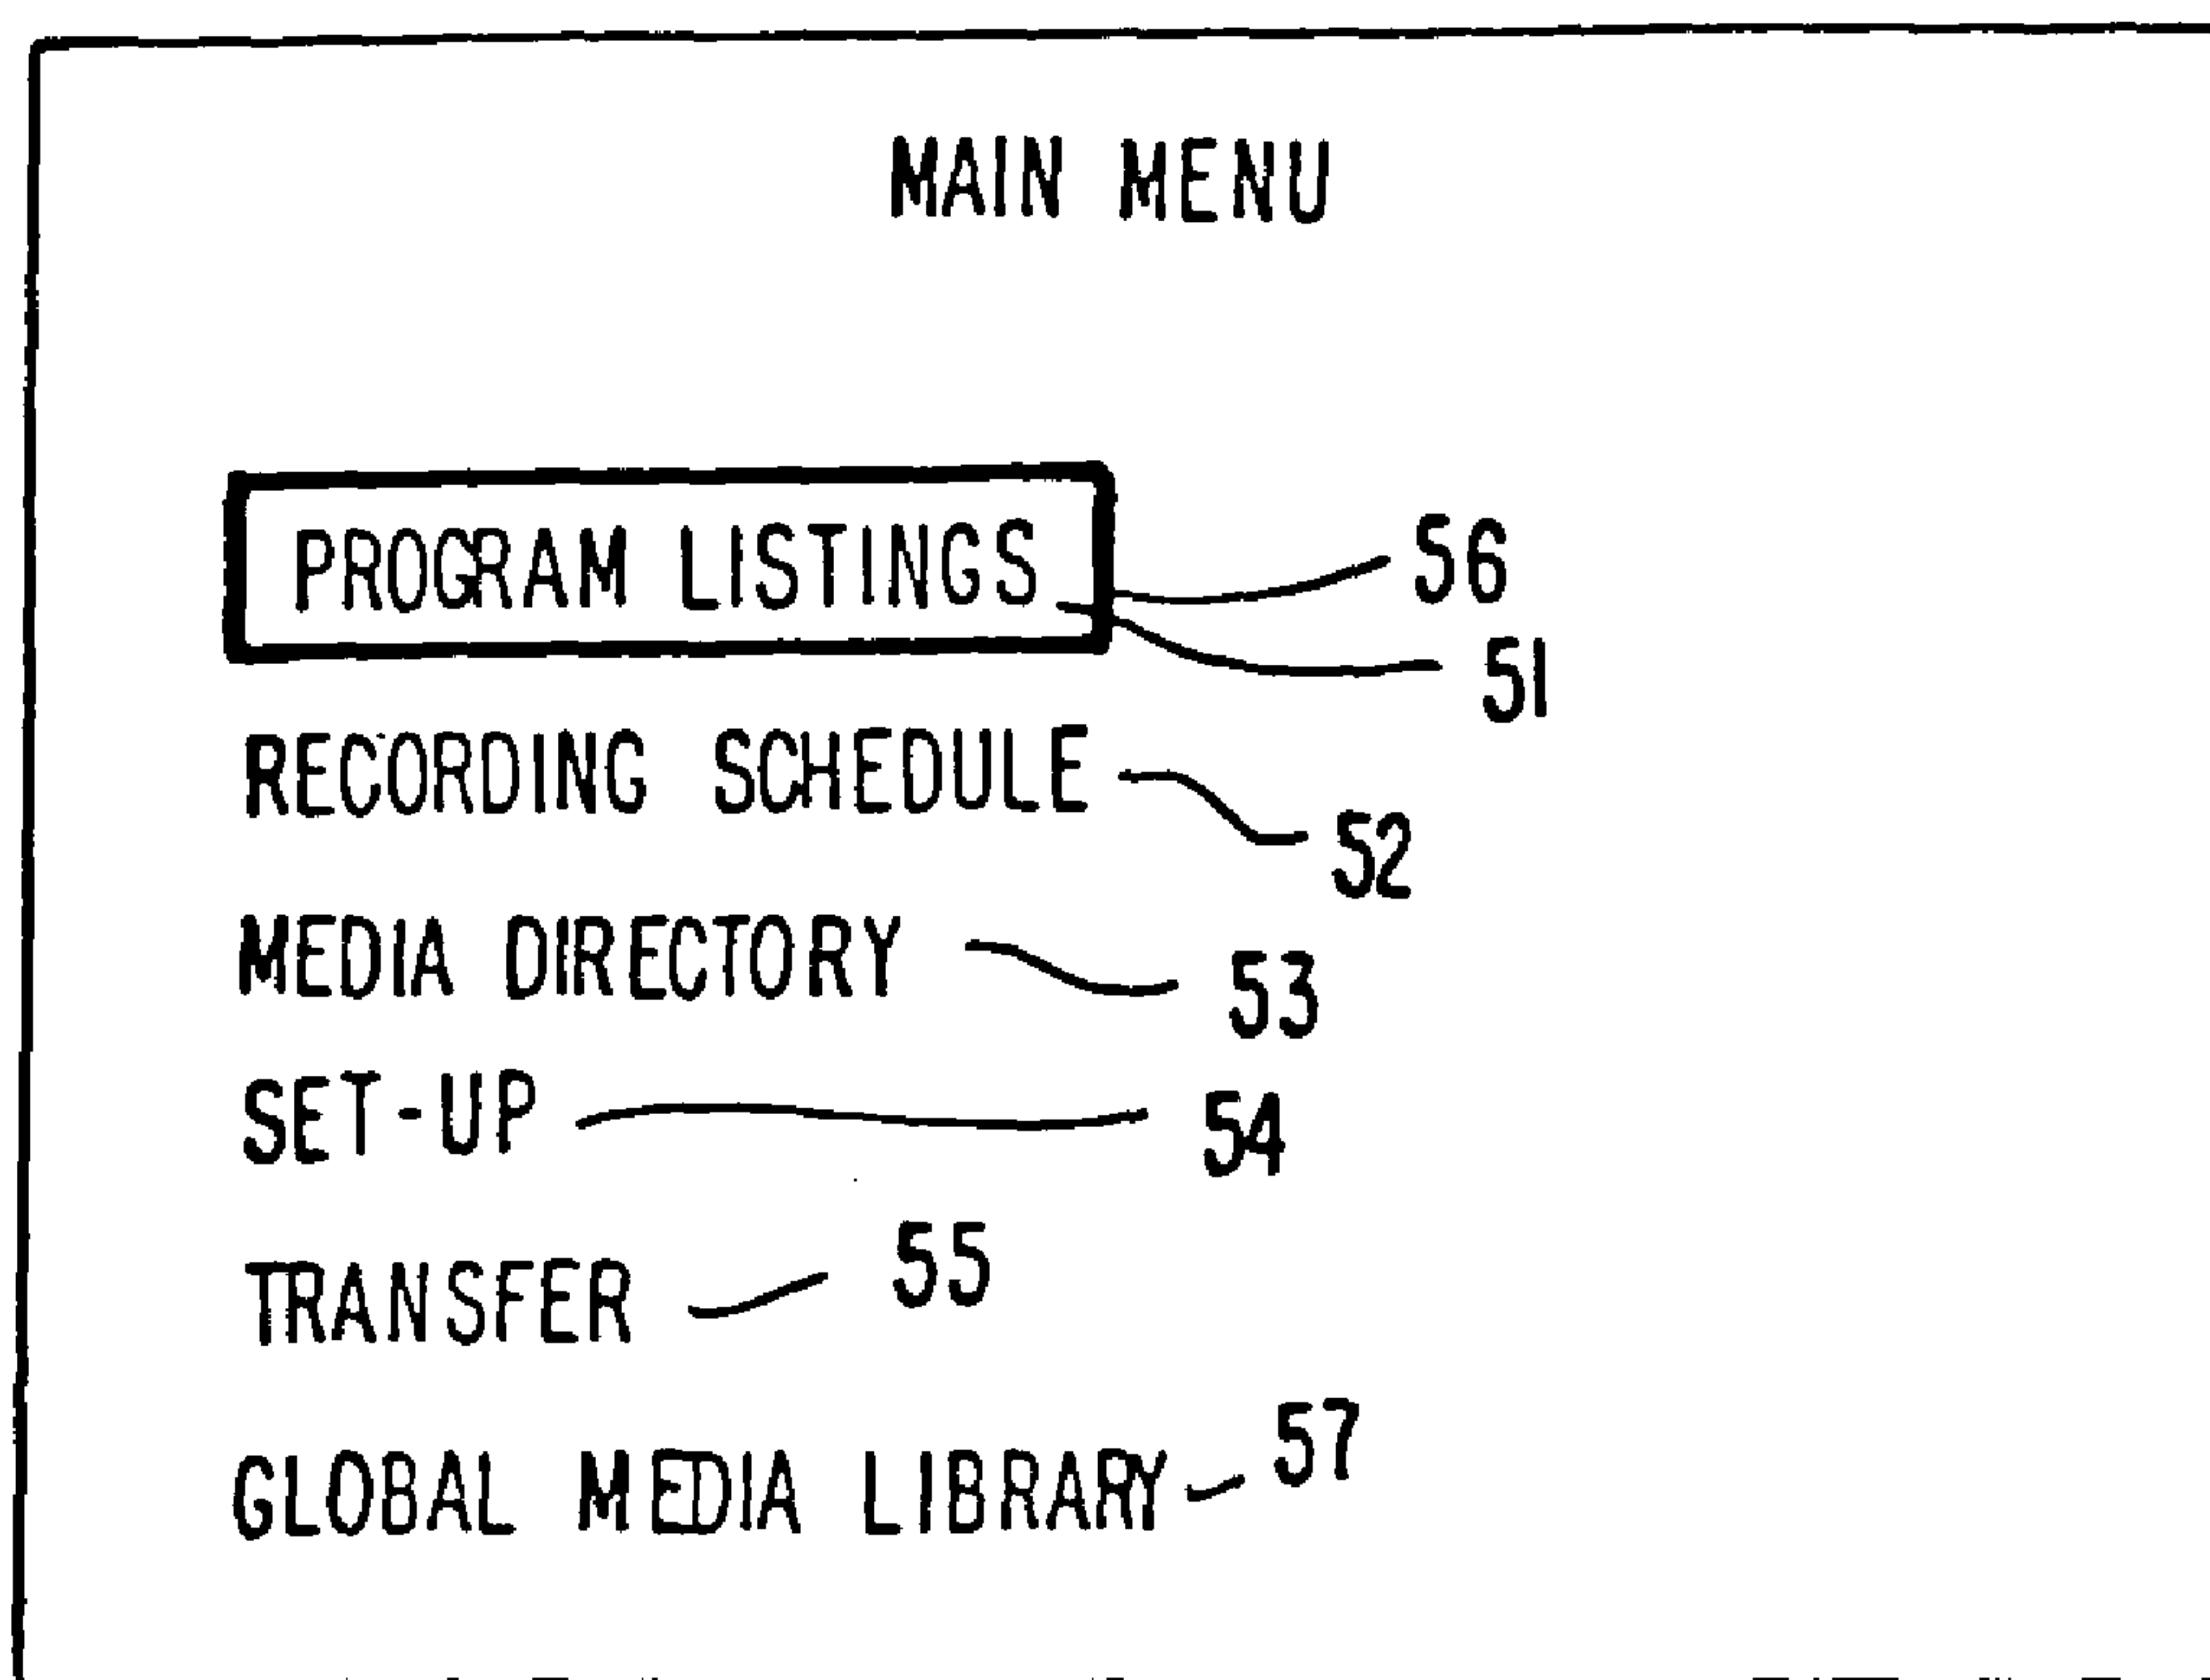 MAIN MENU
PROGRAM LISTINGS 56
51
RECORDING SCHEDULE
52
MEDIA DIRECTORY
53
SET-UP 54
55
TRANSFER
57
GLOBAL MEDIA LIBRARY